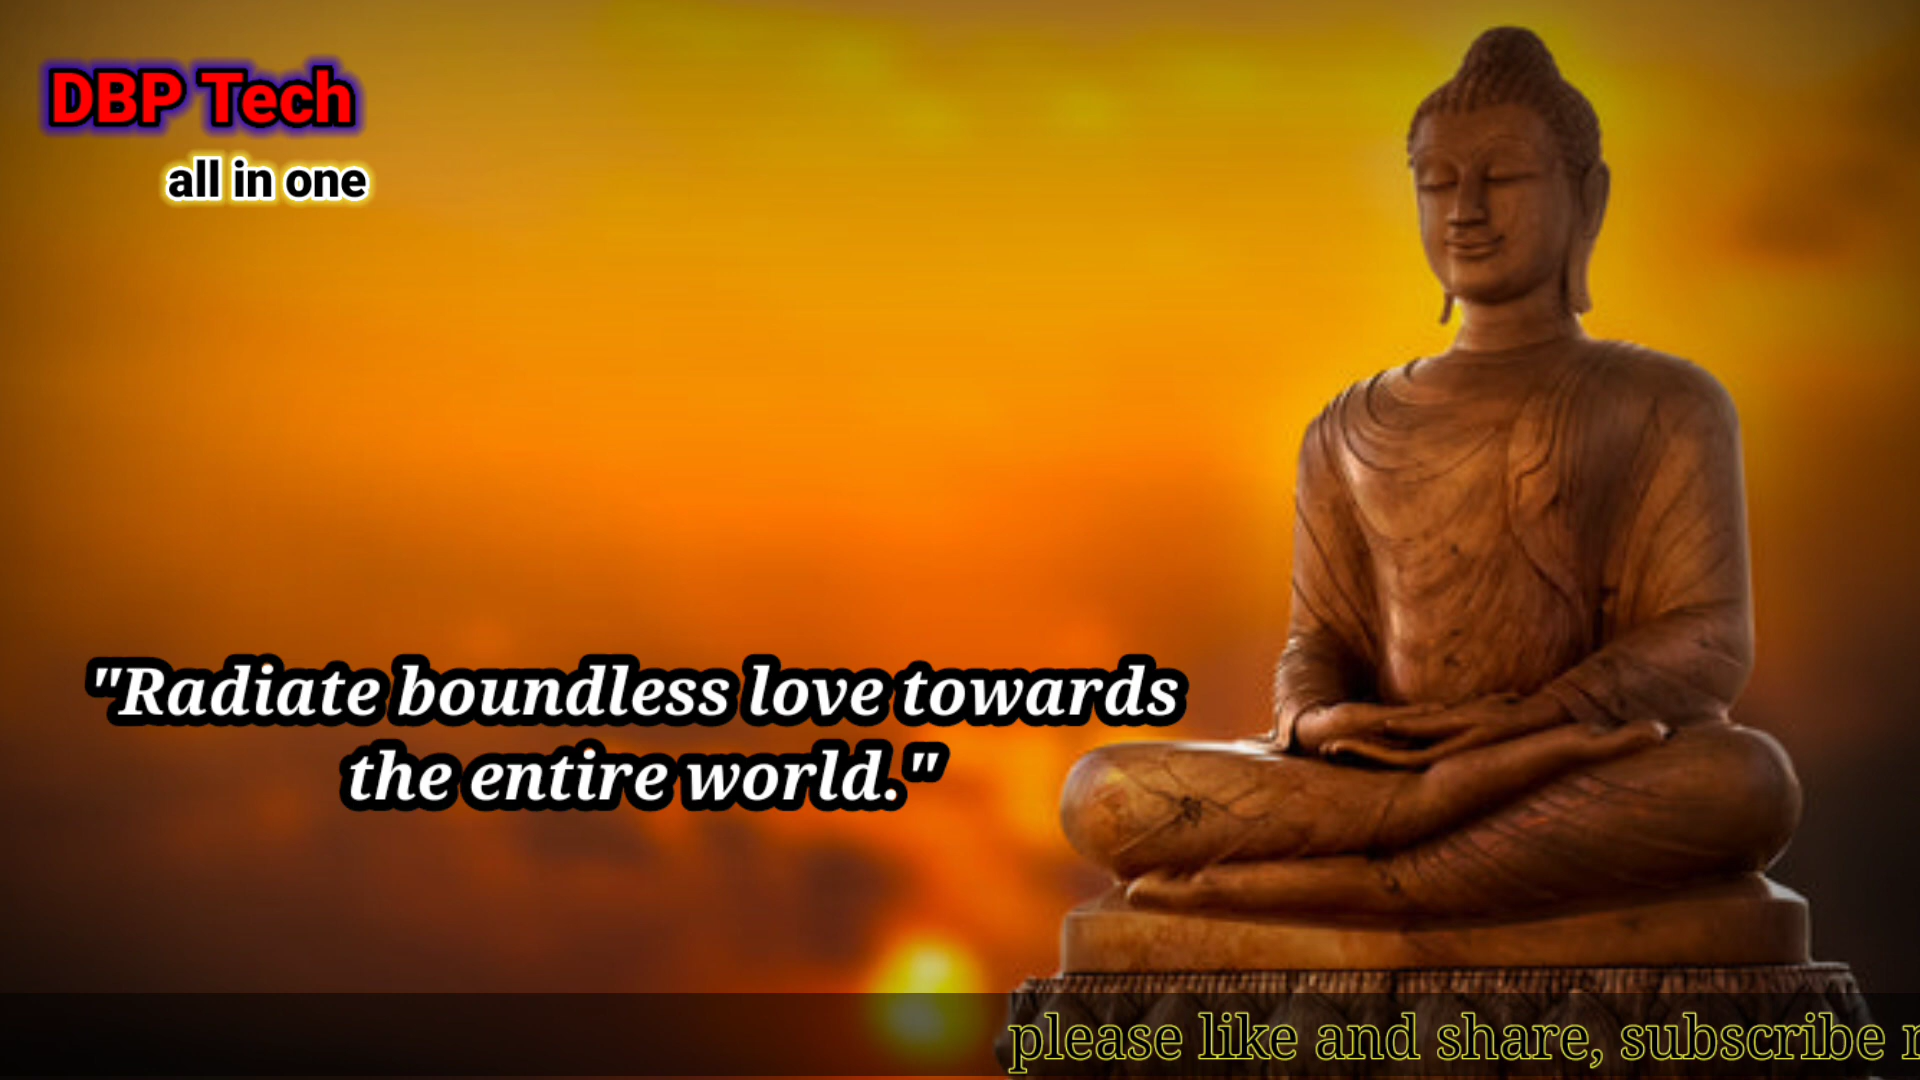 DBP Tech
all in one
"Radiate boundless love towards
the entire world."
please like and share, subscribe